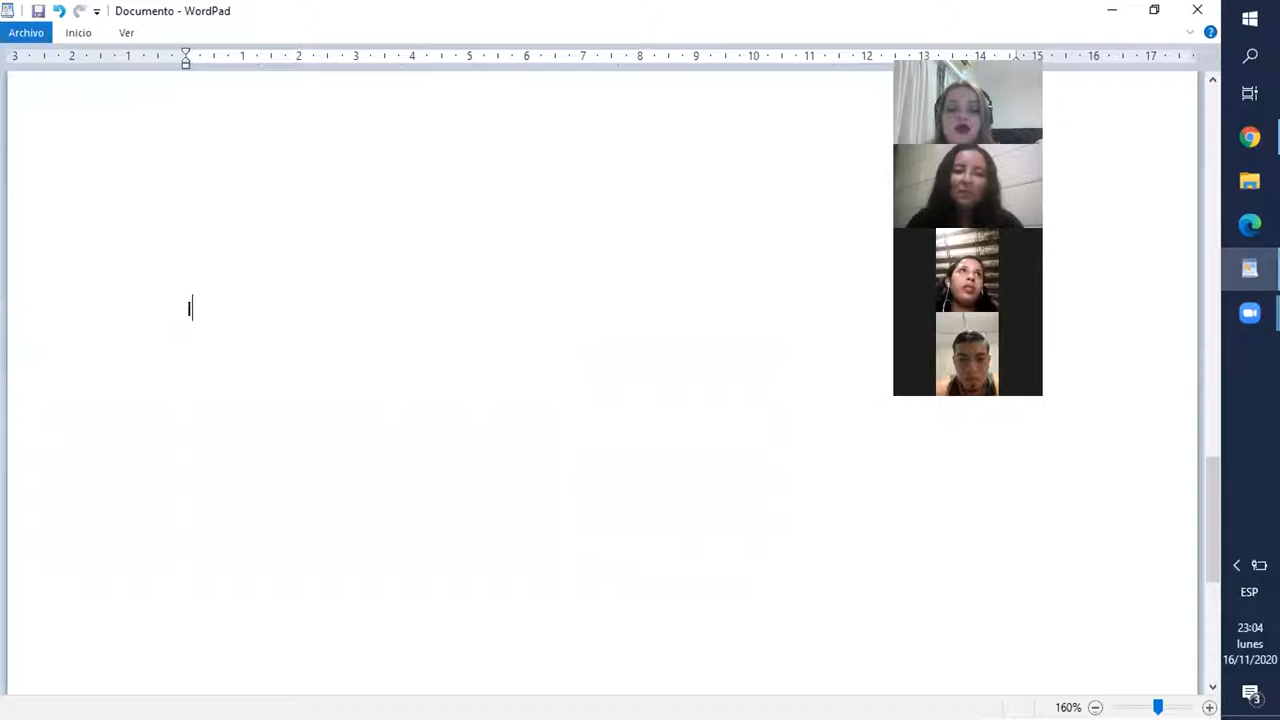 Documento - WordPad
Archivo Inicio Ver
3 2 1 1 2 3 4 5 6 7 8 9 10 11 12 13 14 15 16 17
I
ESP
23:04
lunes
16/11/2020
3
160%